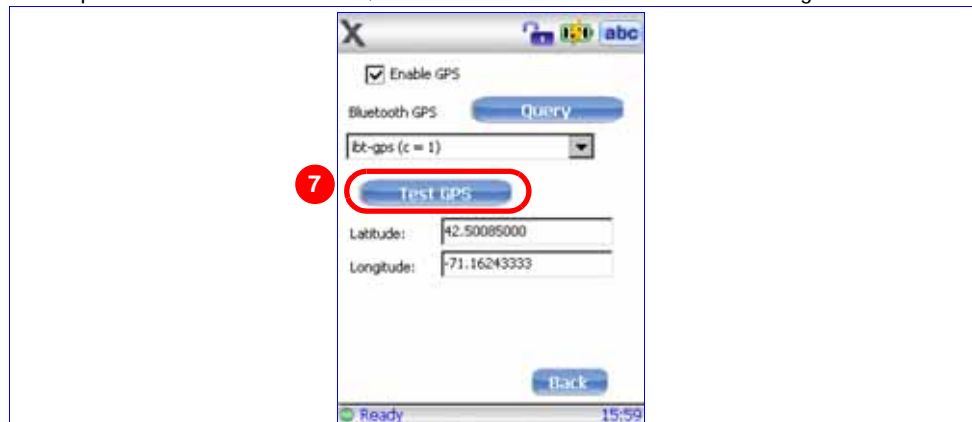 abc
Enable GPS
Bluetooth GPS Query
ibt-gps (c = 1)
7 Test GPS
Latitude: 42.50085000
Longitude: -71.16243333
Back
Ready 15:59